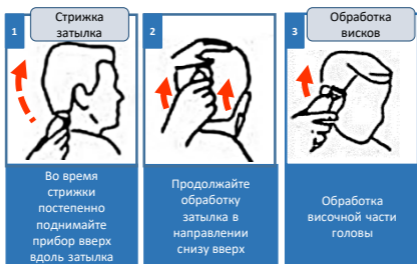 1
Стрижка
затылка
Во время
стрижки
постепенно
поднимайте
прибор вверх
вдоль затылка
2
Продолжайте
обработку
затылка в
направлении
снизу вверх
3
Обработка
висков
Обработка
височной части
головы